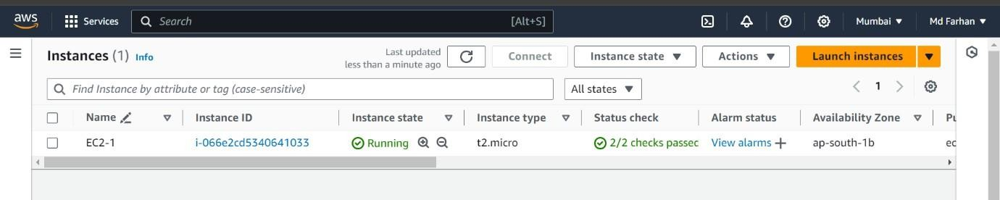 aws Services Search [Alt+S] Mumbai Md Farhan
Instances (1) Info
Last updated
less than a minute ago
Connect Instance state Actions Launch instances
Find Instance by attribute or tag (case-sensitive) All states 1
Name Instance ID Instance state Instance type Status check Alarm status Availability Zone Pu
EC2-1 i-066e2cd5340641033 Running t2.micro 2/2 checks passec View alarms ap-south-1b ec